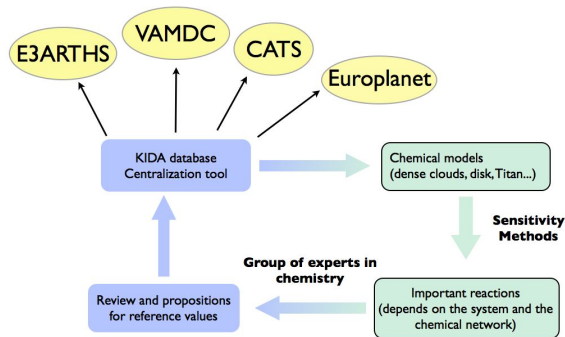 E3ARTHS
VAMDC
CATS
Europlanet
KIDA database
Centralization tool
Chemical models
(dense clouds, disk, Titan...)
Sensitivity
Methods
Group of experts in
chemistry
Review and propositions
for reference values
Important reactions
(depends on the system and the
chemical network)